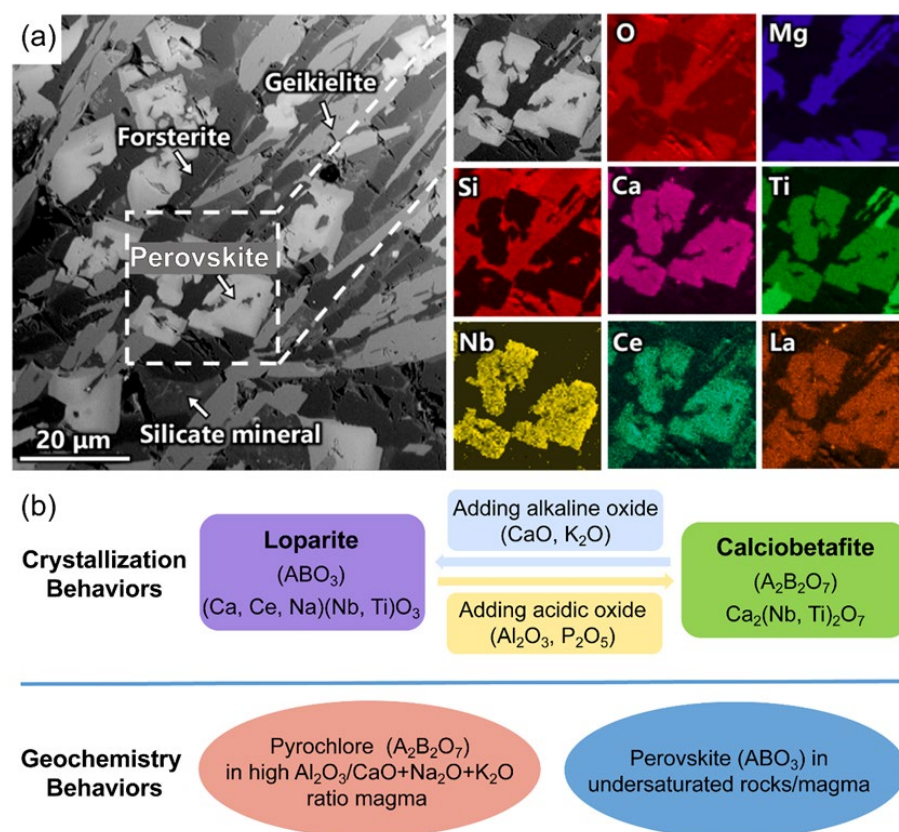 (a)
Geikielite
Forsterite
Perovskite
Silicate mineral
20 μm
O
Mg
Si
Ca
Ti
Nb
Ce
La
(b)
Crystallization
Behaviors
Loparite
(ABO₃)
(Ca, Ce, Na)(Nb, Ti)O₃
Adding alkaline oxide
(CaO, K₂O)
Adding acidic oxide
(Al₂O₃, P₂O₅)
Calciobetafite
(A₂B₂O₇)
Ca₂(Nb, Ti)₂O₇
Geochemistry
Behaviors
Pyrochlore (A₂B₂O₇)
in high Al₂O₃/CaO+Na₂O+K₂O
ratio magma
Perovskite (ABO₃) in
undersaturated rocks/magma